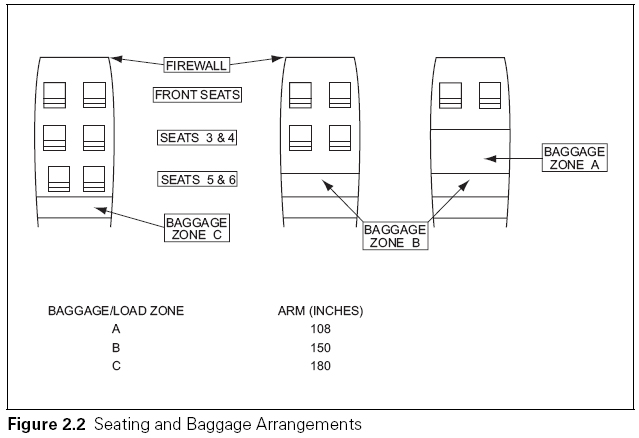 FIREWALL
FRONT SEATS
SEATS 3 & 4
BAGGAGE
ZONE A
SEATS 5 & 6
BAGGAGE
ZONE C
BAGGAGE
ZONE B
BAGGAGE/LOAD ZONE ARM (INCHES)
A 108
B 150
C 180
Figure 2.2 Seating and Baggage Arrangements